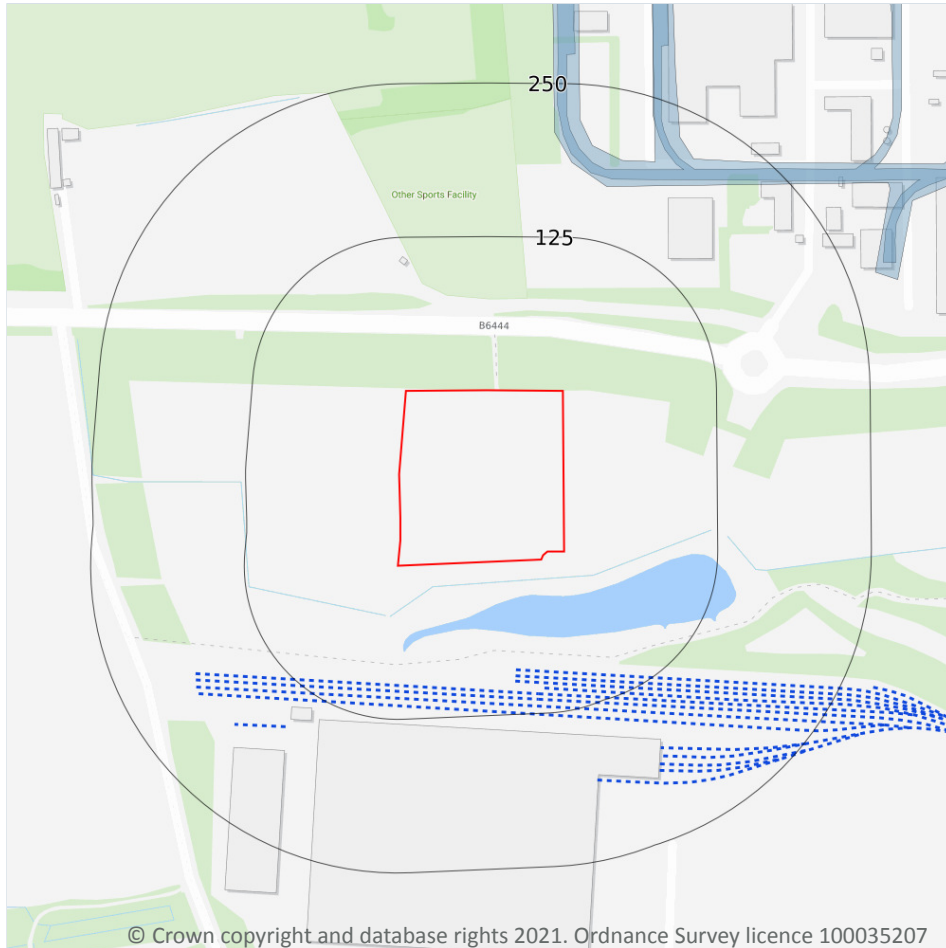 250
Other Sports Facility
125
B6444
© Crown copyright and database rights 2021. Ordnance Survey licence 100035207